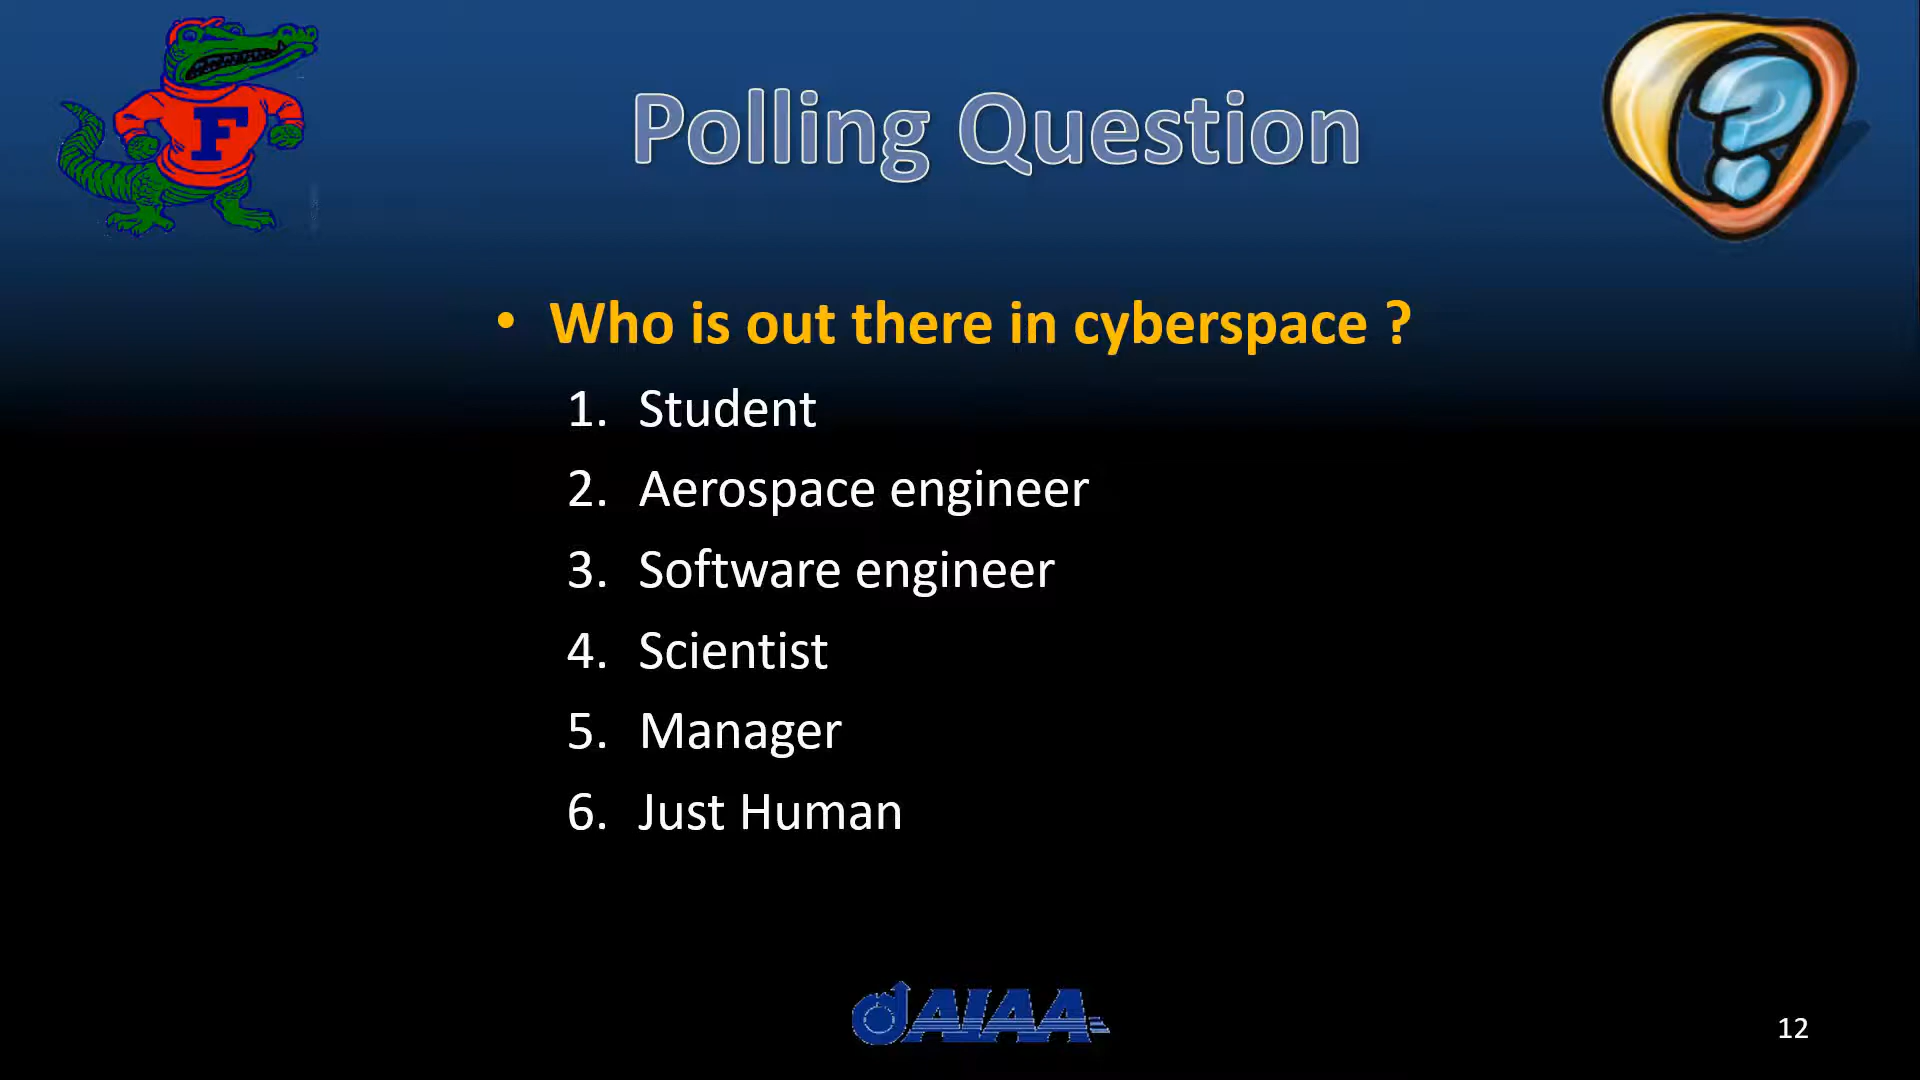 F
Polling Question
• Who is out there in cyberspace ?
1. Student
2. Aerospace engineer
3. Software engineer
4. Scientist
5. Manager
6. Just Human
AIAA
12